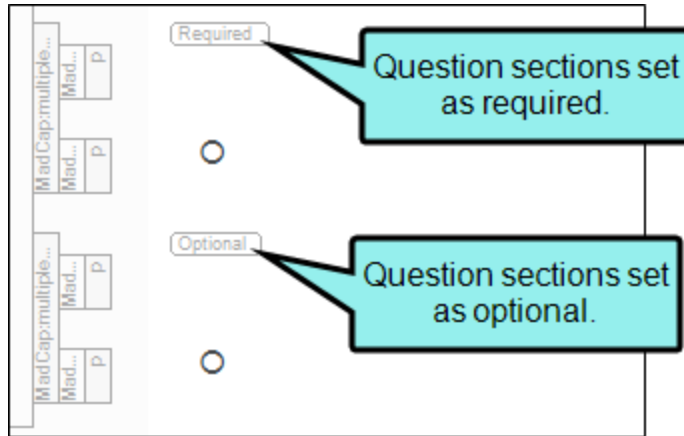 Required
Question sections set
as required.
MadCap:multiple...
Mad...
p
Mad...
p
Optional
Question sections set
as optional.
MadCap:multiple...
Mad...
p
Mad...
p